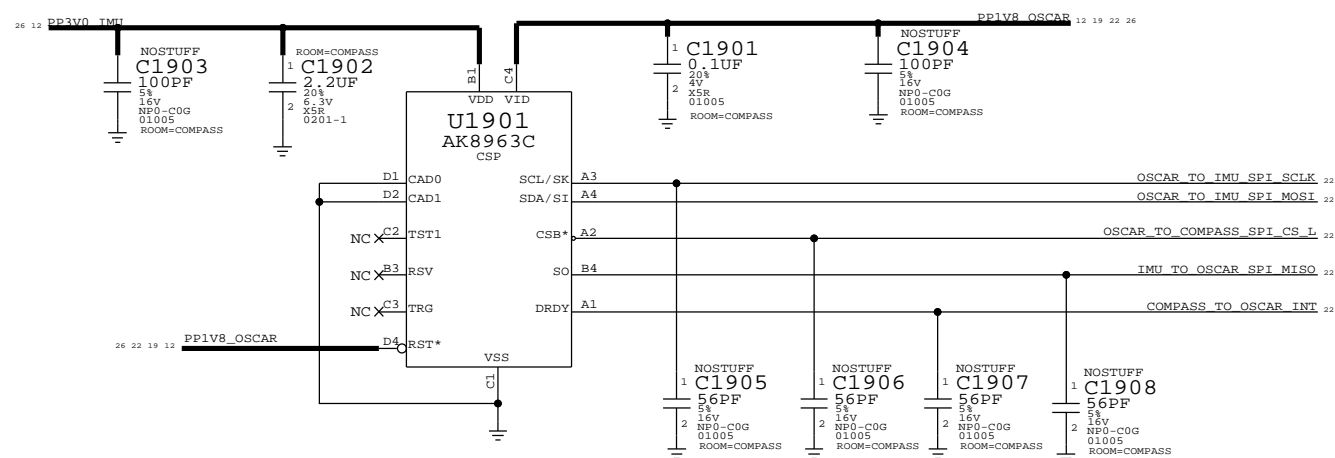 26 12 PP3V0_IMU
PP1V8_OSCAR 12 19 22 26
NOSTUFF
C1903
100PF
5%
16V
NP0-C0G
01005
ROOM=COMPASS
ROOM=COMPASS
1 C1902
2.2UF
20%
2 6.3V
X5R
0201-1
B1
C4
1 C1901
0.1UF
20%
2 4V
X5R
01005
ROOM=COMPASS
NOSTUFF
C1904
100PF
5%
16V
NP0-C0G
01005
ROOM=COMPASS
VDD VID
U1901
AK8963C
CSP
D1 CAD0 SCL/SK A3 OSCAR_TO_IMU_SPI_SCLK 22
D2 CAD1 SDA/SI A4 OSCAR_TO_IMU_SPI_MOSI 22
NC C2 TST1 CSB* A2 OSCAR_TO_COMPASS_SPI_CS_L 22
NC B3 RSV SO B4 IMU_TO_OSCAR_SPI_MISO 22
NC C3 TRG DRDY A1 COMPASS_TO_OSCAR_INT 22
26 22 19 12 PP1V8_OSCAR D4 RST*
VSS
C1
NOSTUFF
1 C1905
56PF
5%
2 16V
NP0-C0G
01005
ROOM=COMPASS
NOSTUFF
1 C1906
56PF
5%
2 16V
NP0-C0G
01005
ROOM=COMPASS
NOSTUFF
1 C1907
56PF
5%
2 16V
NP0-C0G
01005
ROOM=COMPASS
NOSTUFF
1 C1908
56PF
5%
2 16V
NP0-C0G
01005
ROOM=COMPASS